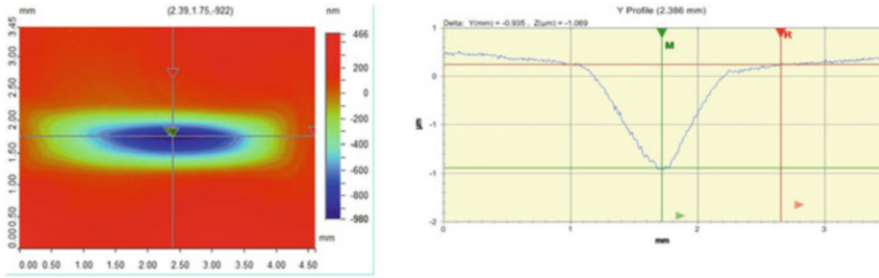 mm
(2.39,1.75,-922)
nm
3.45
3.00
2.50
2.00
1.50
1.00
0.50
0.00
466
200
0
-200
-400
-600
-800
-980
mm
0.00 0.50 1.00 1.50 2.00 2.50 3.00 3.50 4.50
Y Profile (2.386 mm)
Delta: Y(mm) = -0.935 , Z(µm) = -1.069
1
M
R
0
µm
-1
-1
-2
0 1 2 3
mm